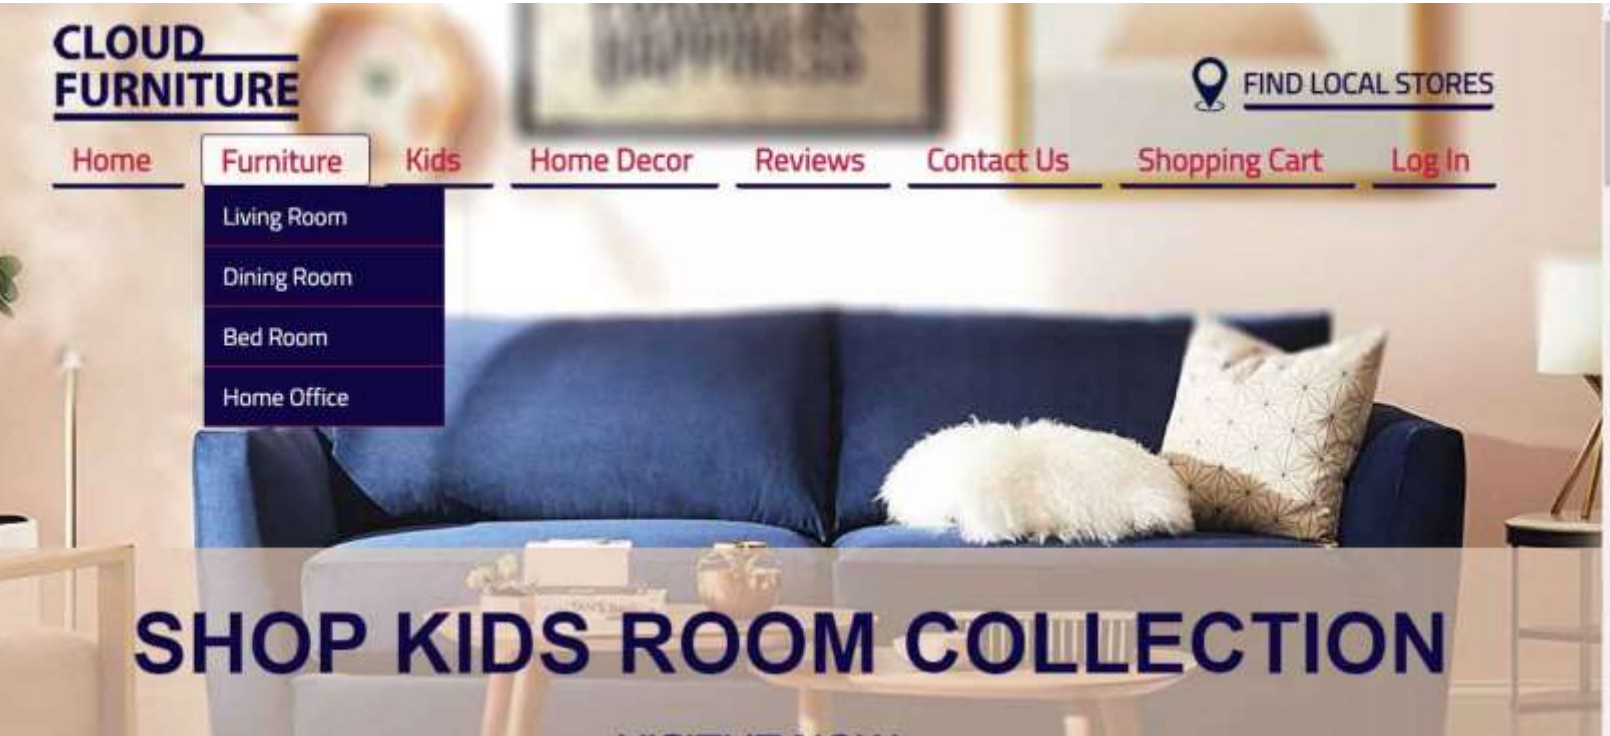 CLOUD
FURNITURE
FIND LOCAL STORES
Home Furniture Kids Home Decor Reviews Contact Us Shopping Cart Log In
Living Room
Dining Room
Bed Room
Home Office
HAPPINESS
SHOP KIDS ROOM COLLECTION